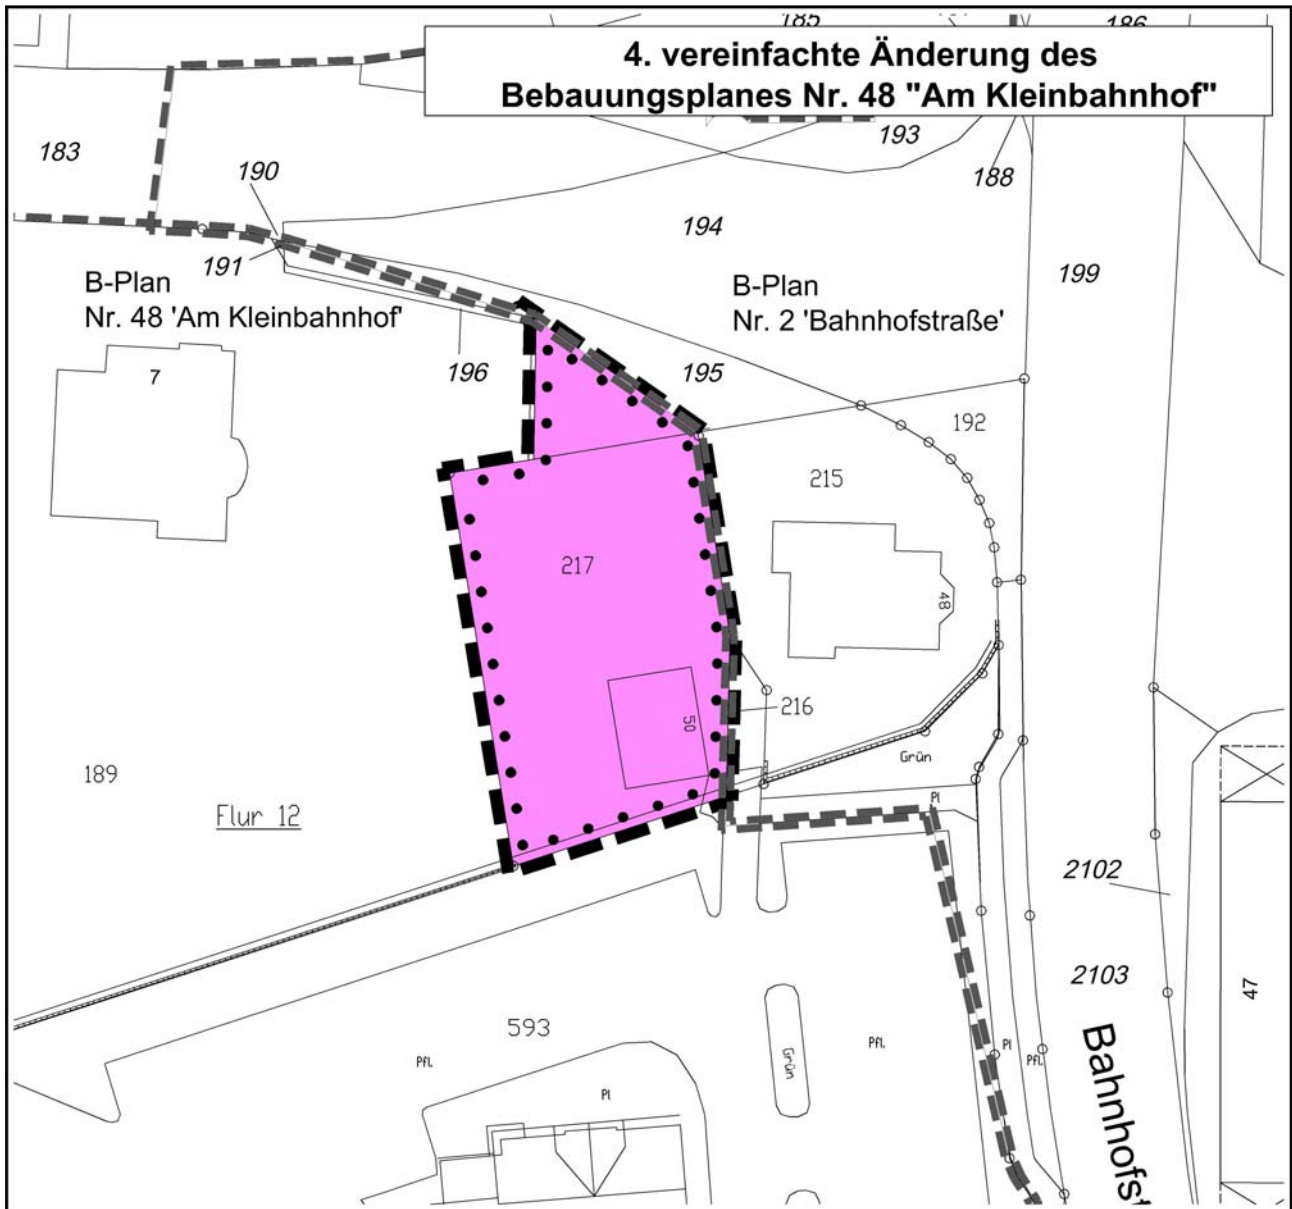 185
186
4. vereinfachte Änderung des
Bebauungsplanes Nr. 48 "Am Kleinbahnhof"
193
183
190
188
194
191
199
B-Plan
Nr. 48 'Am Kleinbahnhof'
B-Plan
Nr. 2 'Bahnhofstraße'
7
196
195
192
215
217
48
216
50
189
Grün
Flur 12
Pl
2102
2103
47
593
Pfl.
Grün
Pfl.
Pl
Pfl.
Pl
Bahnhofst